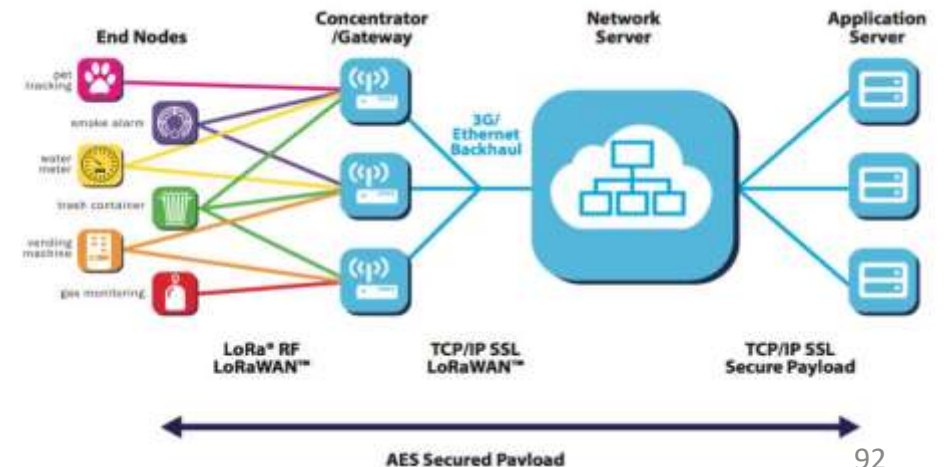 End Nodes
Concentrator
/Gateway
Network
Server
Application
Server
pet
tracking
smoke alarm
water
meter
trash container
vending
machine
gas monitoring
3G/
Ethernet
Backhaul
LoRa® RF
LoRaWAN™
TCP/IP SSL
LoRaWAN™
TCP/IP SSL
Secure Payload
AES Secured Payload
92